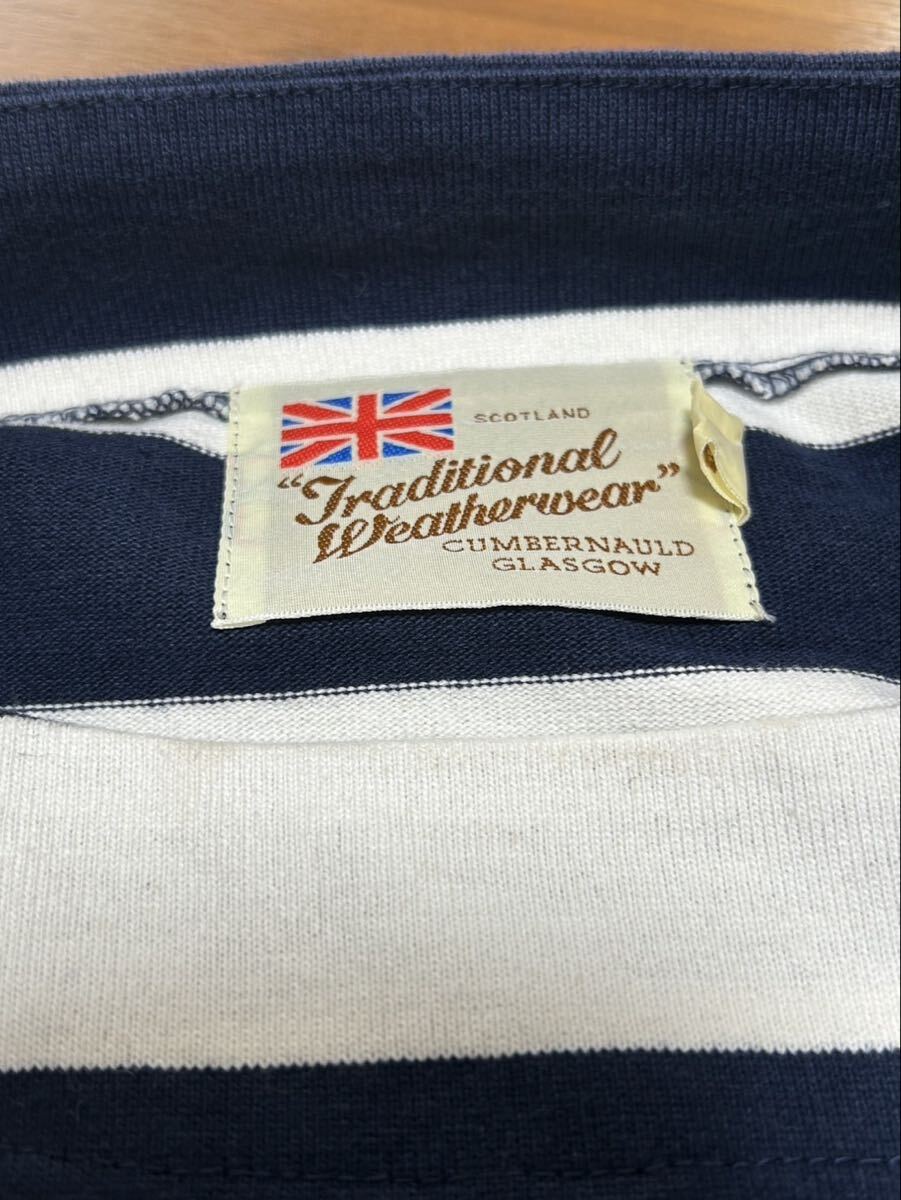 SCOTLAND
"Traditional
Weatherwear"
CUMBERNAULD
GLASGOW